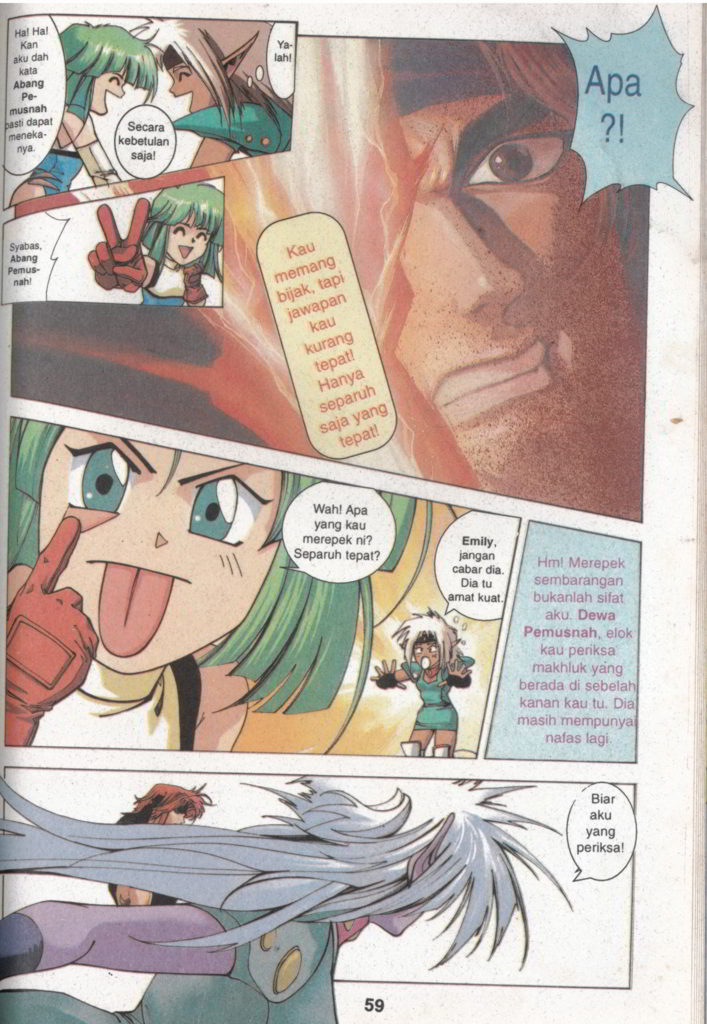 Ha! Ha!
Kan
aku dah
kata
Abang
Pe-
musnah
pasti dapat
meneka-
nya.
Ya-
lah!
Secara
kebetulan
saja!
Syabas,
Abang
Pemus-
nah!
Apa
?!
Kau
memang
bijak, tapi
jawapan
kau
kurang
tepat!
Hanya
separuh
saja yang
tepat!
Wah! Apa
yang kau
merepek ni?
Separuh tepat?
Emily,
jangan
cabar dia.
Dia tu
amat kuat.
Hm! Merepek
sembarangan
bukanlah sifat
aku. Dewa
Pemusnah, elok
kau periksa
makhluk yang
berada di sebelah
kanan kau tu. Dia
masih mempunyai
nafas lagi.
Biar
aku
yang
periksa!
59